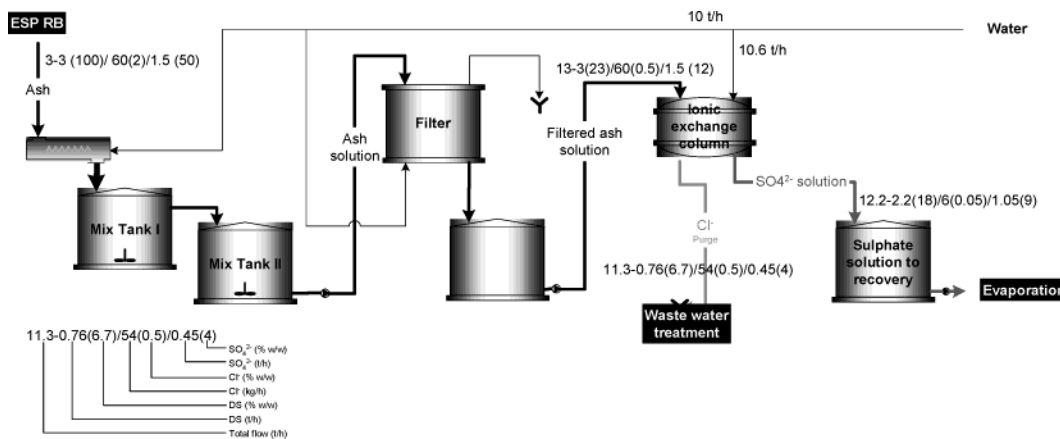 ESP RB
10 t/h
Water
3-3 (100)/ 60(2)/1.5 (50)
10.6 t/h
13-3(23)/60(0.5)/1.5 (12)
Ash
Filter
Ionic
exchange
column
Ash
solution
Filtered ash
solution
SO4²⁻ solution
12.2-2.2(18)/6(0.05)/1.05(9)
Mix Tank I
Mix Tank II
Cl⁻
Purge
11.3-0.76(6.7)/54(0.5)/0.45(4)
Sulphate
solution to
recovery
Evaporation
Waste water
treatment
11.3-0.76(6.7)/54(0.5)/0.45(4)
SO₄²⁻ (% w/w)
SO₄²⁻ (t/h)
Cl⁻ (% w/w)
Cl⁻ (kg/h)
DS (% w/w)
DS (t/h)
Total flow (t/h)